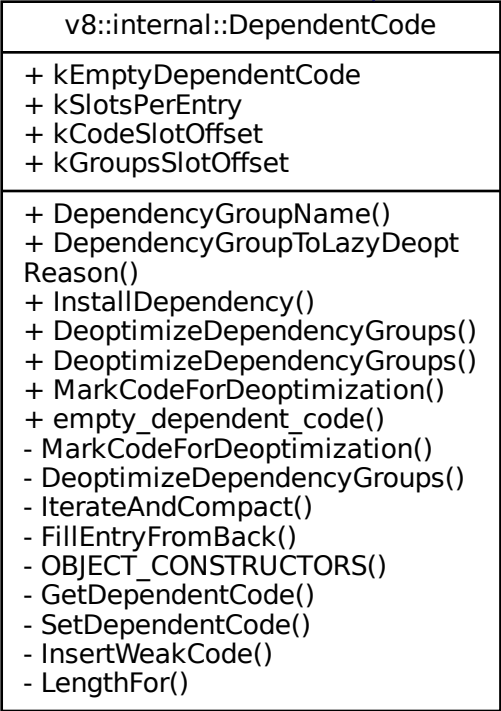 v8::internal::DependentCode
+ kEmptyDependentCode
+ kSlotsPerEntry
+ kCodeSlotOffset
+ kGroupsSlotOffset
+ DependencyGroupName()
+ DependencyGroupToLazyDeopt
Reason()
+ InstallDependency()
+ DeoptimizeDependencyGroups()
+ DeoptimizeDependencyGroups()
+ MarkCodeForDeoptimization()
+ empty_dependent_code()
- MarkCodeForDeoptimization()
- DeoptimizeDependencyGroups()
- IterateAndCompact()
- FillEntryFromBack()
- OBJECT_CONSTRUCTORS()
- GetDependentCode()
- SetDependentCode()
- InsertWeakCode()
- LengthFor()